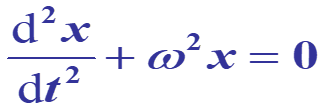 d²x/dt² + ω²x = 0